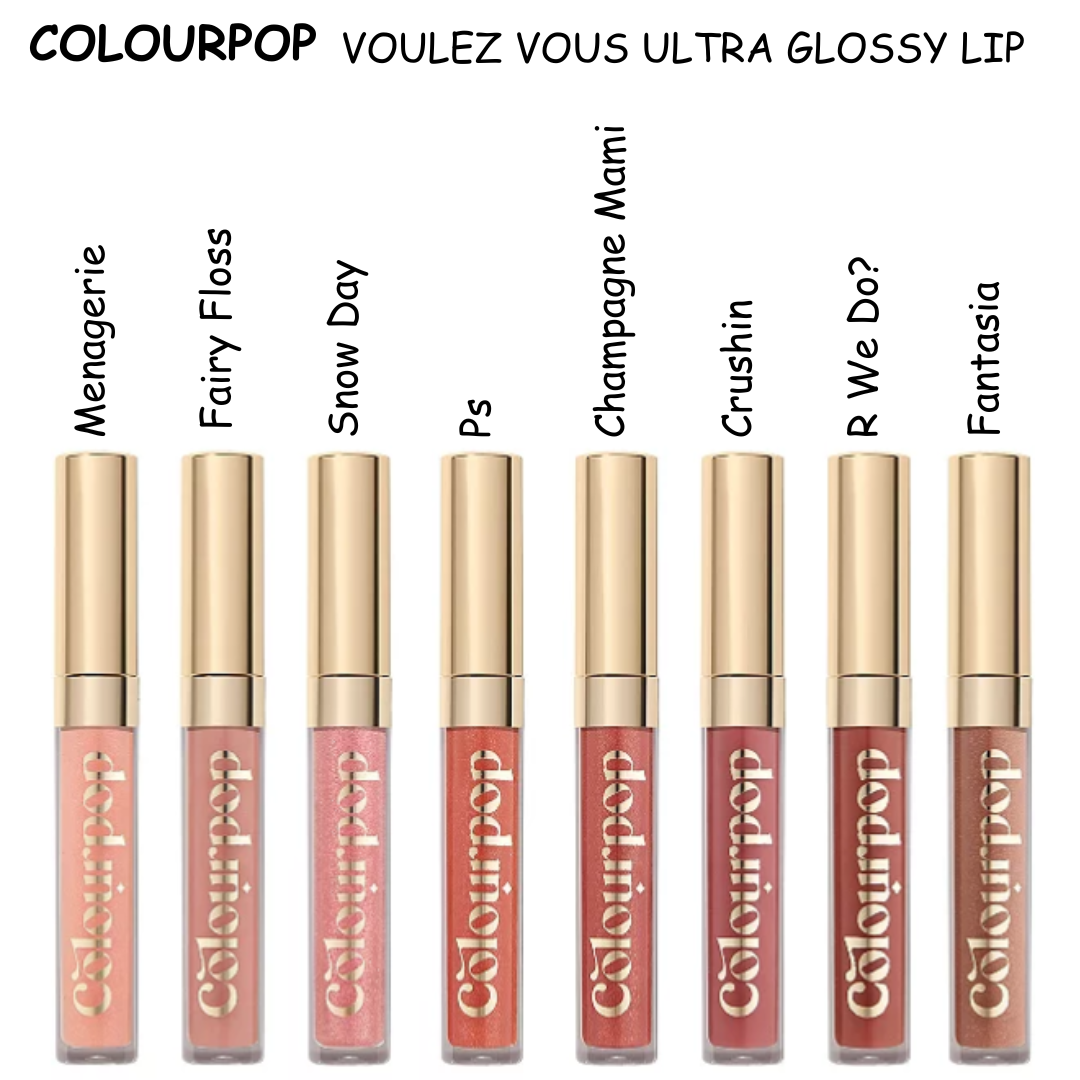 COLOURPOP VOULEZ VOUS ULTRA GLOSSY LIP
Menagerie
Fairy Floss
Snow Day
Ps
Champagne Mami
Crushin
R We Do?
Fantasia
Colourpop
Colourpop
Colourpop
Colourpop
Colourpop
Colourpop
Colourpop
Colourpop